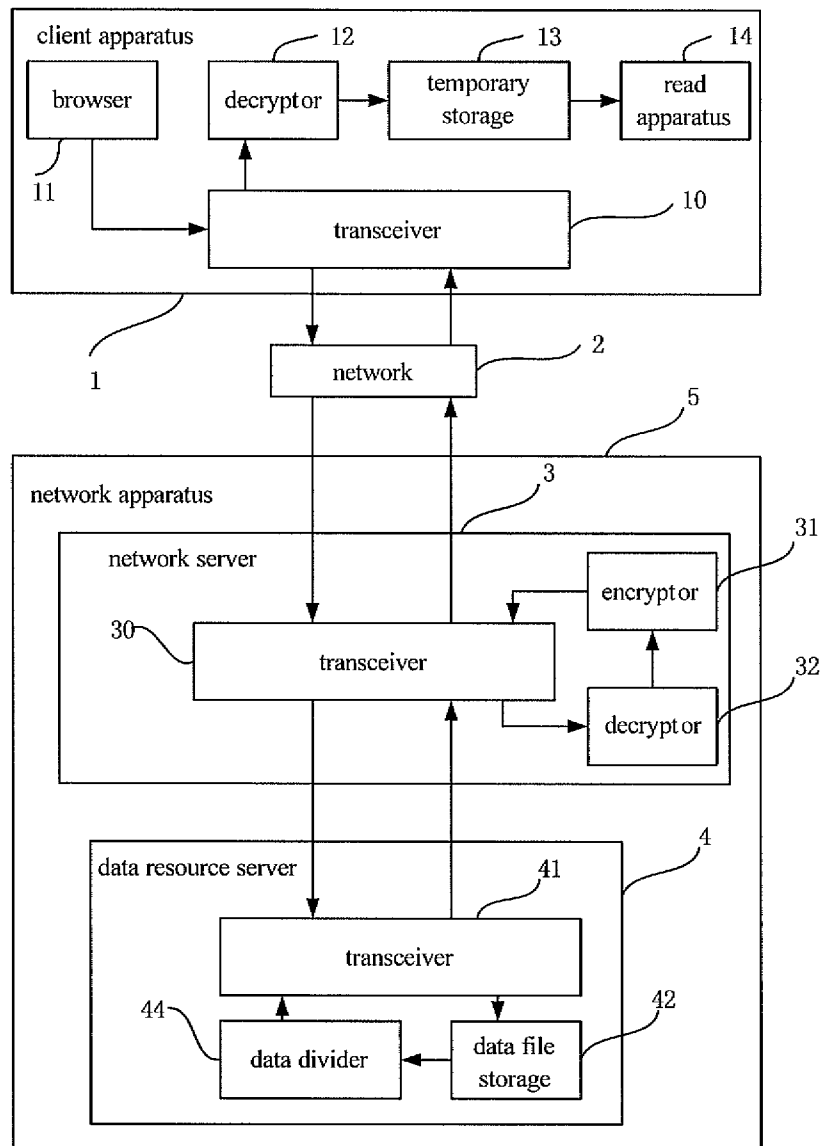 client apparatus
12
13
14
browser
decryptor
temporary
storage
read
apparatus
11
10
transceiver
1
2
network
5
network apparatus
3
network server
31
encryptor
30
transceiver
32
decryptor
4
data resource server
41
transceiver
44
42
data divider
data file
storage